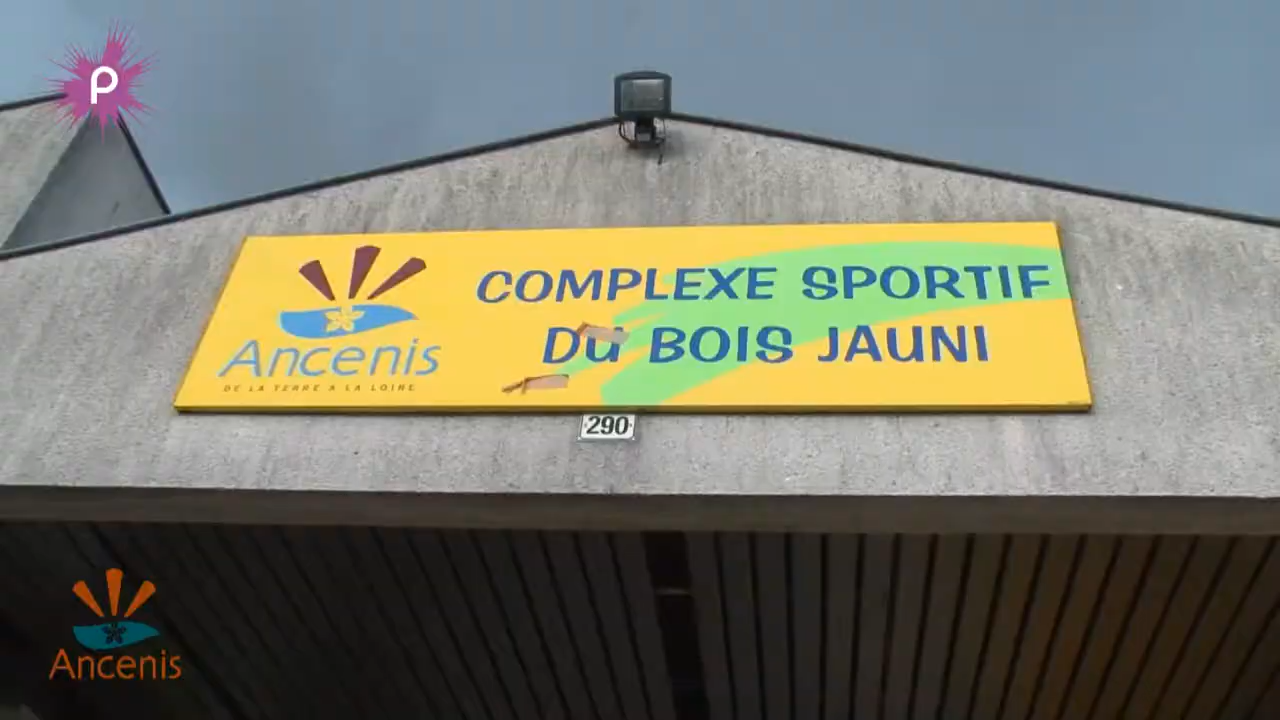 P
COMPLEXE SPORTIF
DU BOIS JAUNI
Ancenis
DE LA TERRE A LA LOIRE
290
Ancenis